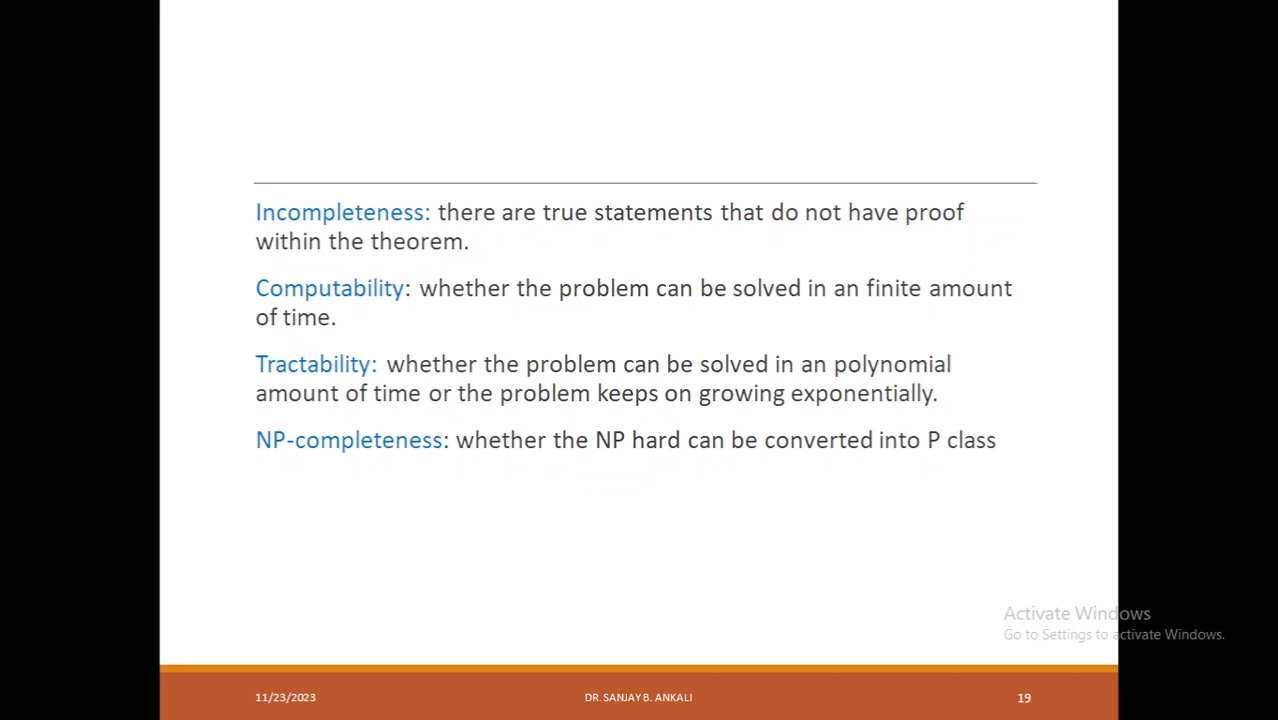 Incompleteness: there are true statements that do not have proof
within the theorem.
Computability: whether the problem can be solved in an finite amount
of time.
Tractability: whether the problem can be solved in an polynomial
amount of time or the problem keeps on growing exponentially.
NP-completeness: whether the NP hard can be converted into P class
Activate Windows
Go to Settings to activate Windows.
11/23/2023
DR. SANJAY B. ANKALI
19